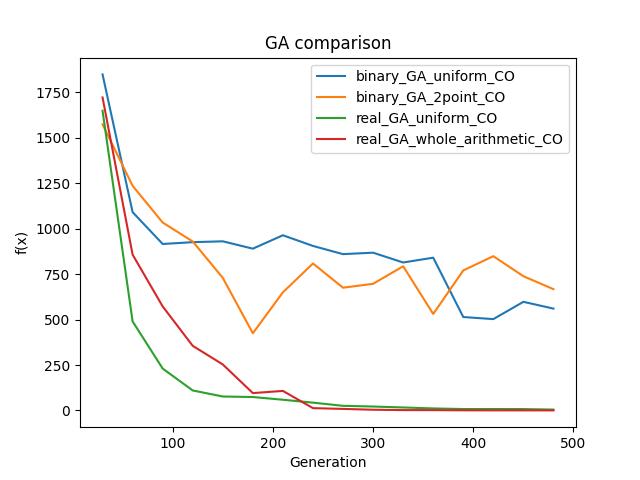 GA comparison
binary_GA_uniform_CO
binary_GA_2point_CO
real_GA_uniform_CO
real_GA_whole_arithmetic_CO
f(x)
1750
1500
1250
1000
750
500
250
0
100 200 300 400 500
Generation